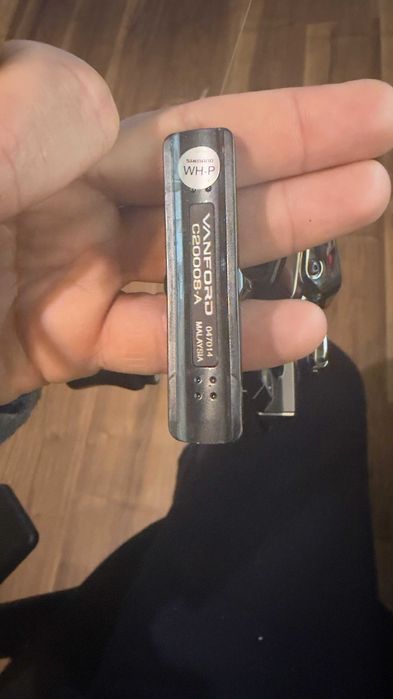 SHIMANO
WH-P
VANFORD
C2000S-A
047014
MALAYSIA